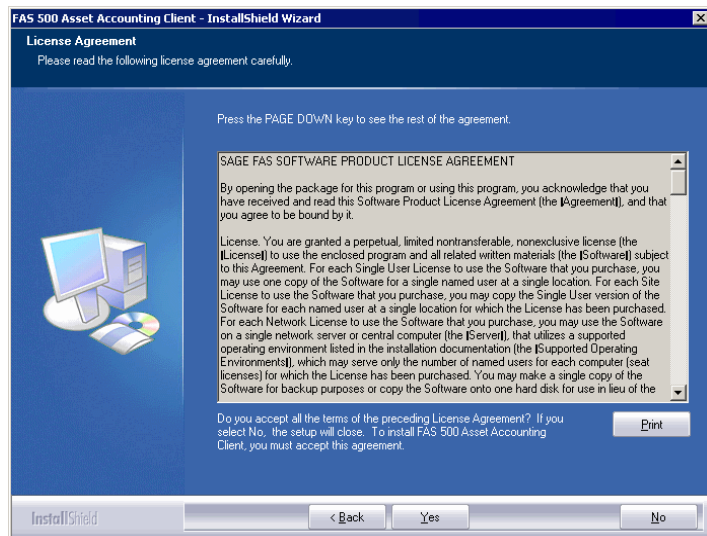 FAS 500 Asset Accounting Client - InstallShield Wizard
License Agreement
Please read the following license agreement carefully.
Press the PAGE DOWN key to see the rest of the agreement.
SAGE FAS SOFTWARE PRODUCT LICENSE AGREEMENT
By opening the package for this program or using this program, you acknowledge that you
have received and read this Software Product License Agreement (the |Agreement|), and that
you agree to be bound by it.
License. You are granted a perpetual, limited nontransferable, nonexclusive license (the
|License|) to use the enclosed program and all related written materials (the |Software|) subject
to this Agreement. For each Single User License to use the Software that you purchase, you
may use one copy of the Software for a single named user at a single location. For each Site
License to use the Software that you purchase, you may copy the Single User version of the
Software for each named user at a single location for which the License has been purchased.
For each Network License to use the Software that you purchase, you may use the Software
on a single network server or central computer (the |Server|), that utilizes a supported
operating environment listed in the installation documentation (the |Supported Operating
Environments|), which may serve only the number of named users for each computer (seat
licenses) for which the License has been purchased. You may make a single copy of the
Software for backup purposes or copy the Software onto one hard disk for use in lieu of the
Do you accept all the terms of the preceding License Agreement? If you
select No, the setup will close. To install FAS 500 Asset Accounting
Client, you must accept this agreement.
Print
InstallShield
< Back
Yes
No